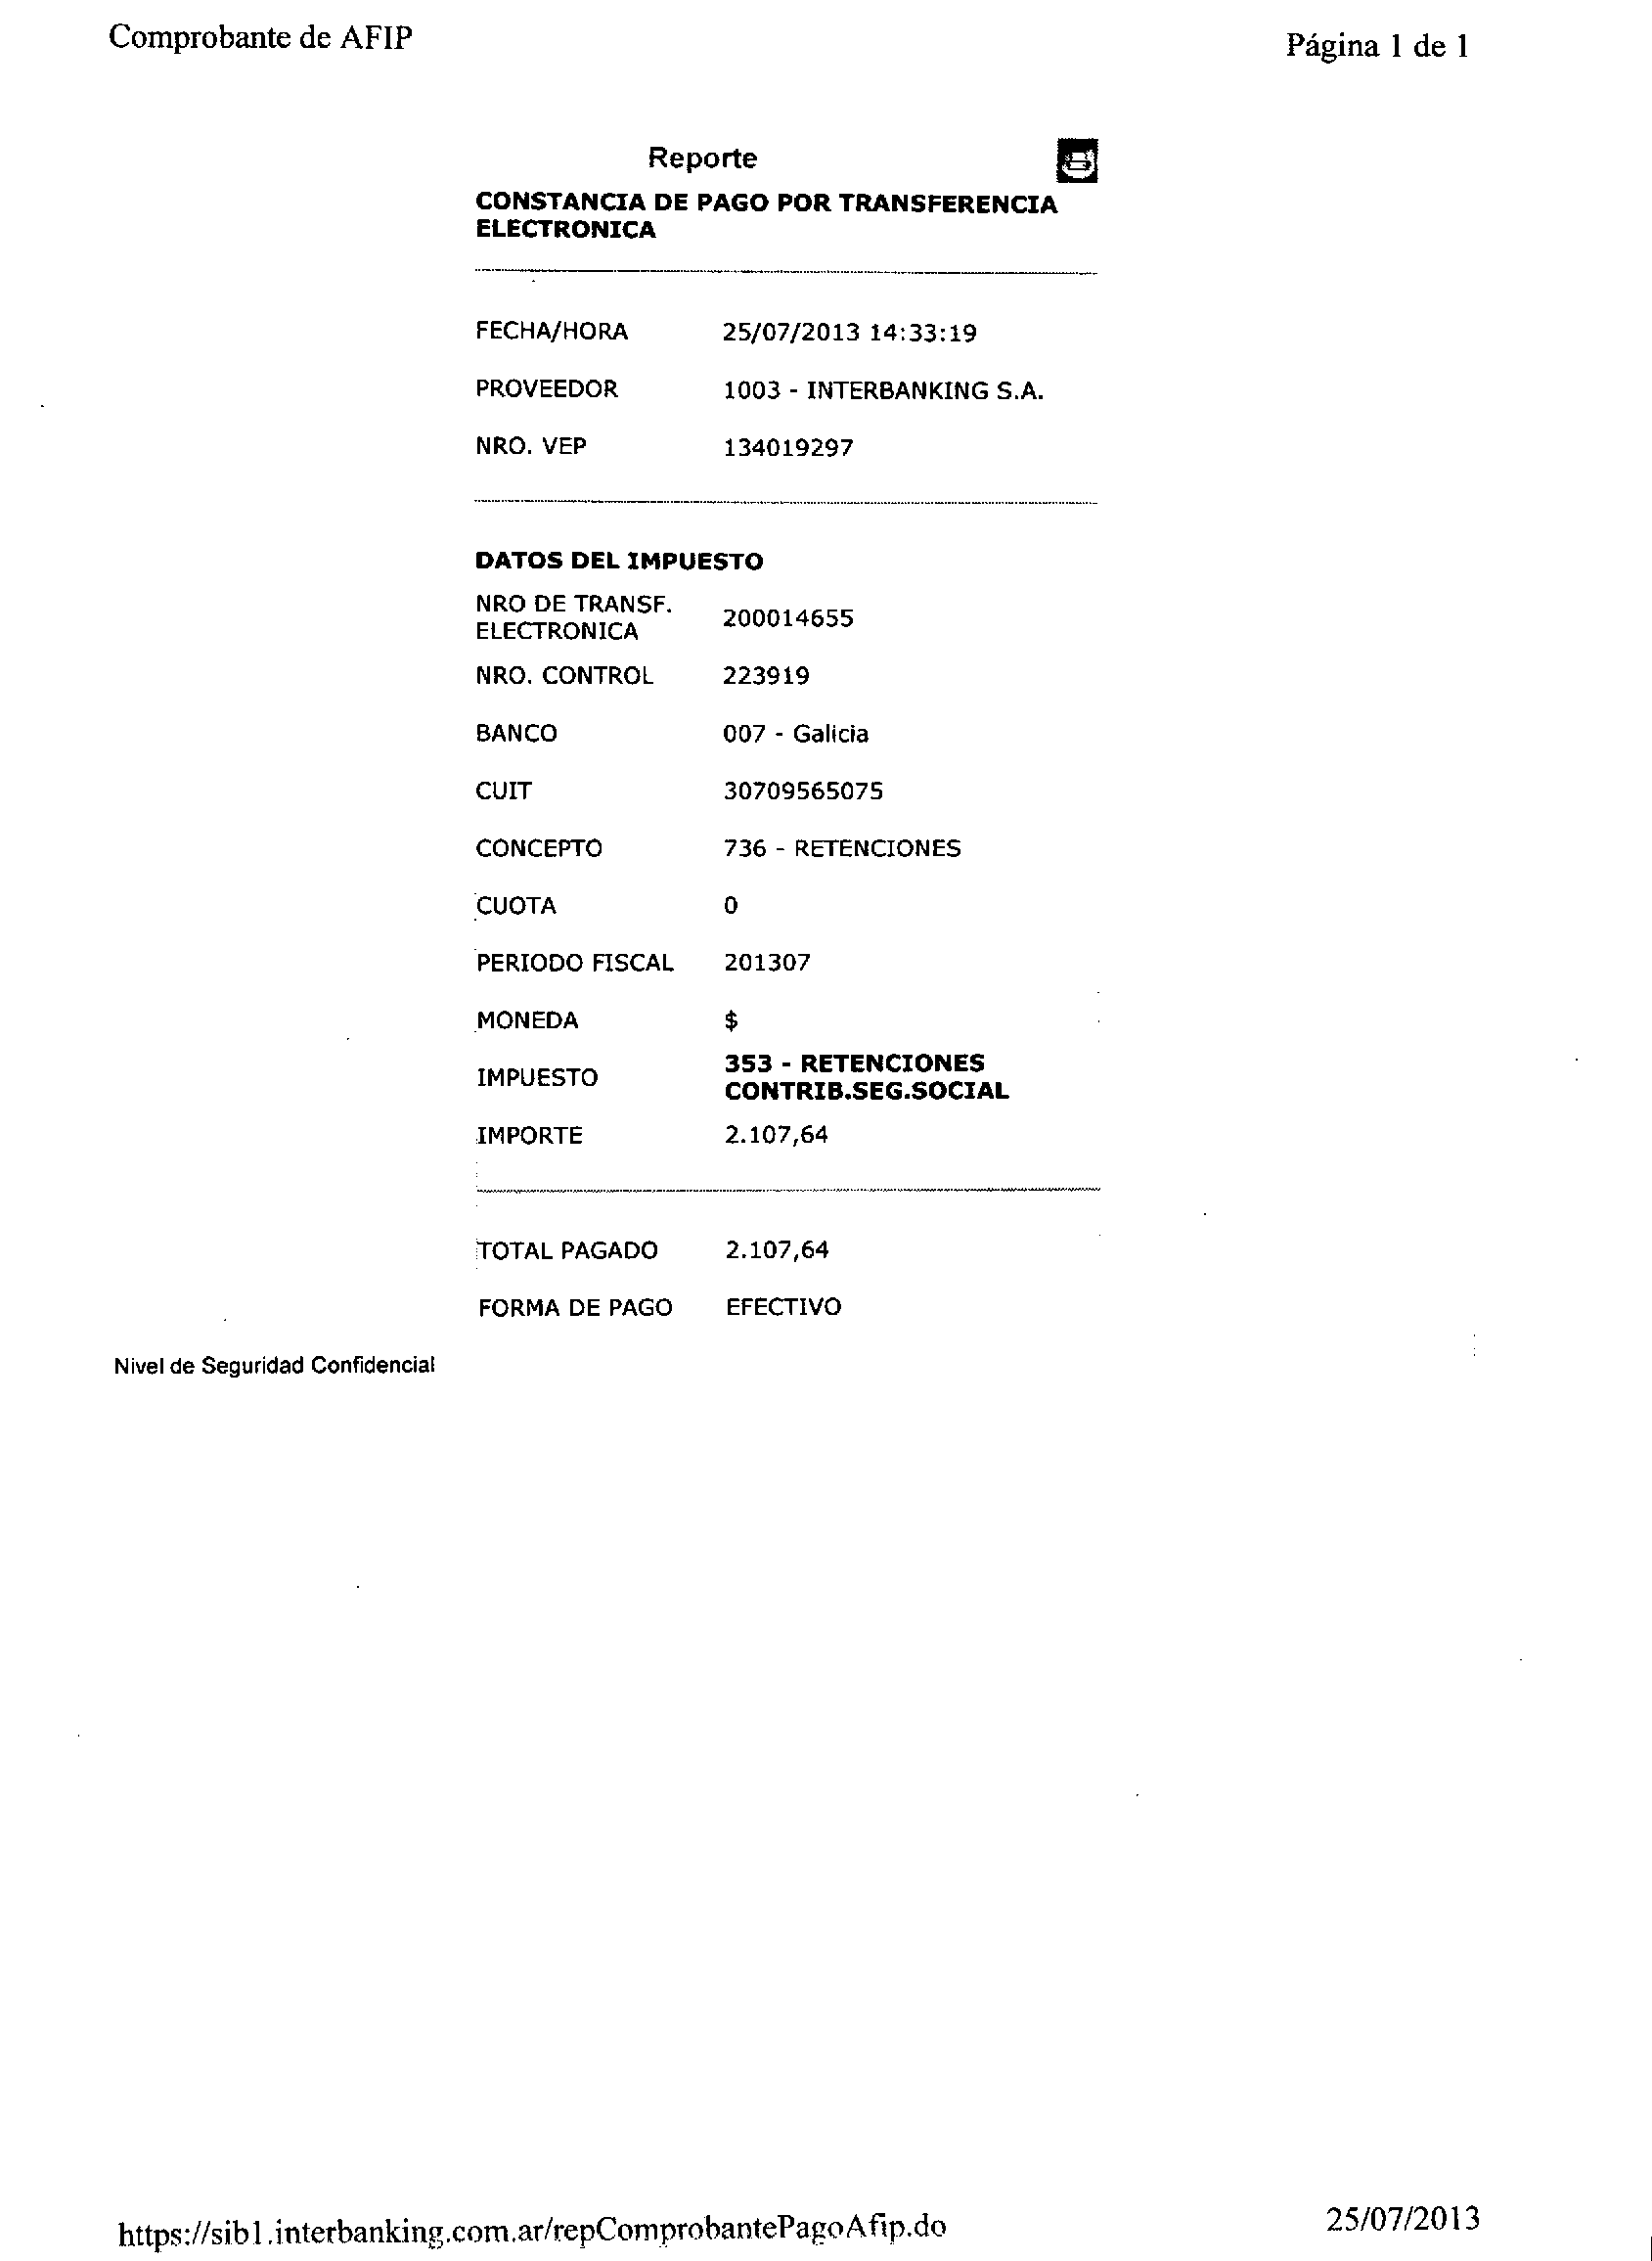 Comprobante de AFIP
Página 1 de 1
Reporte
CONSTANCIA DE PAGO POR TRANSFERENCIA
ELECTRONICA
FECHA/HORA 25/07/2013 14:33:19
PROVEEDOR 1003 - INTERBANKING S.A.
NRO. VEP 134019297
DATOS DEL IMPUESTO
NRO DE TRANSF.
ELECTRONICA 200014655
NRO. CONTROL 223919
BANCO 007 - Galicia
CUIT 30709565075
CONCEPTO 736 - RETENCIONES
CUOTA 0
PERIODO FISCAL 201307
MONEDA $
IMPUESTO 353 - RETENCIONES
CONTRIB.SEG.SOCIAL
IMPORTE 2.107,64
TOTAL PAGADO 2.107,64
FORMA DE PAGO EFECTIVO
Nivel de Seguridad Confidencial
https://sib1.interbanking.com.ar/repComprobantePagoAfip.do
25/07/2013